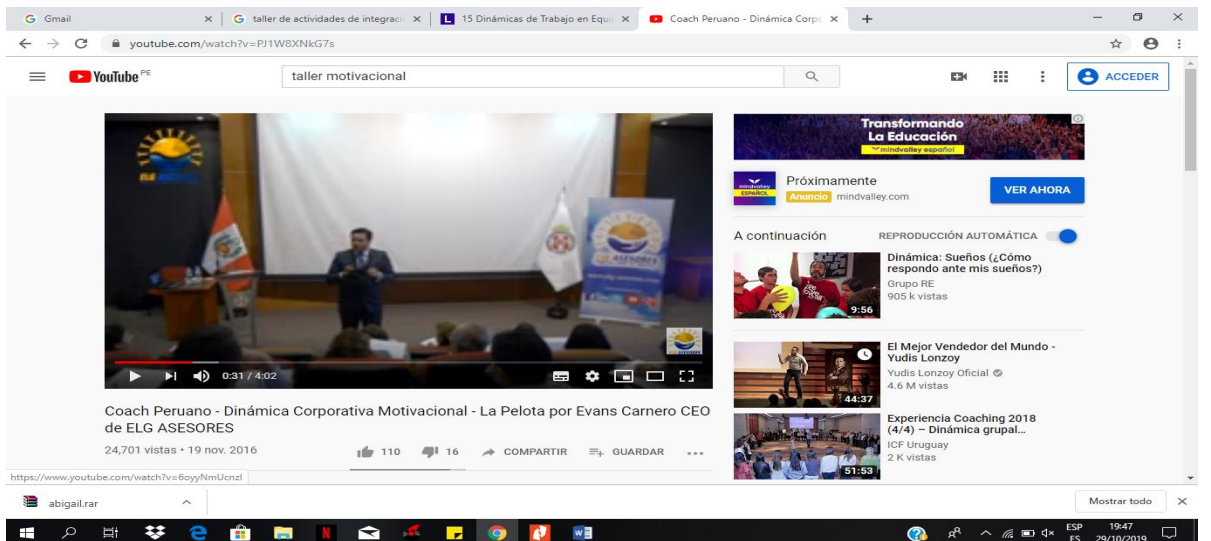 Gmail
taller de actividades de integraci
15 Dinámicas de Trabajo en Equi
Coach Peruano - Dinámica Corpo
youtube.com/watch?v=PJ1W8XNkG7s
YouTube PE
taller motivacional
ACCEDER
ELG ASESORES
Transformando
La Educación
mindvalley español
mindvalley
ESPAÑOL
Próximamente
Anuncio mindvalley.com
VER AHORA
A continuación
REPRODUCCIÓN AUTOMÁTICA
Dinámica: Sueños (¿Cómo
respondo ante mis sueños?)
Grupo RE
905 k vistas
9:56
El Mejor Vendedor del Mundo -
Yudis Lonzoy
Yudis Lonzoy Oficial
4.6 M vistas
44:37
Experiencia Coaching 2018
(4/4) – Dinámica grupal...
ICF Uruguay
2 K vistas
51:53
0:31 / 4:02
Coach Peruano - Dinámica Corporativa Motivacional - La Pelota por Evans Carnero CEO
de ELG ASESORES
24,701 vistas • 19 nov. 2016
110
16
COMPARTIR
GUARDAR
https://www.youtube.com/watch?v=6oyyNmUcnzI
abigail.rar
Mostrar todo
ESP
ES
19:47
29/10/2019